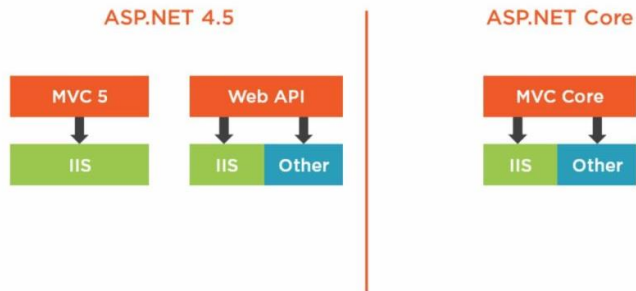 ASP.NET 4.5
ASP.NET Core
MVC 5
Web API
MVC Core
IIS
IIS
Other
IIS
Other